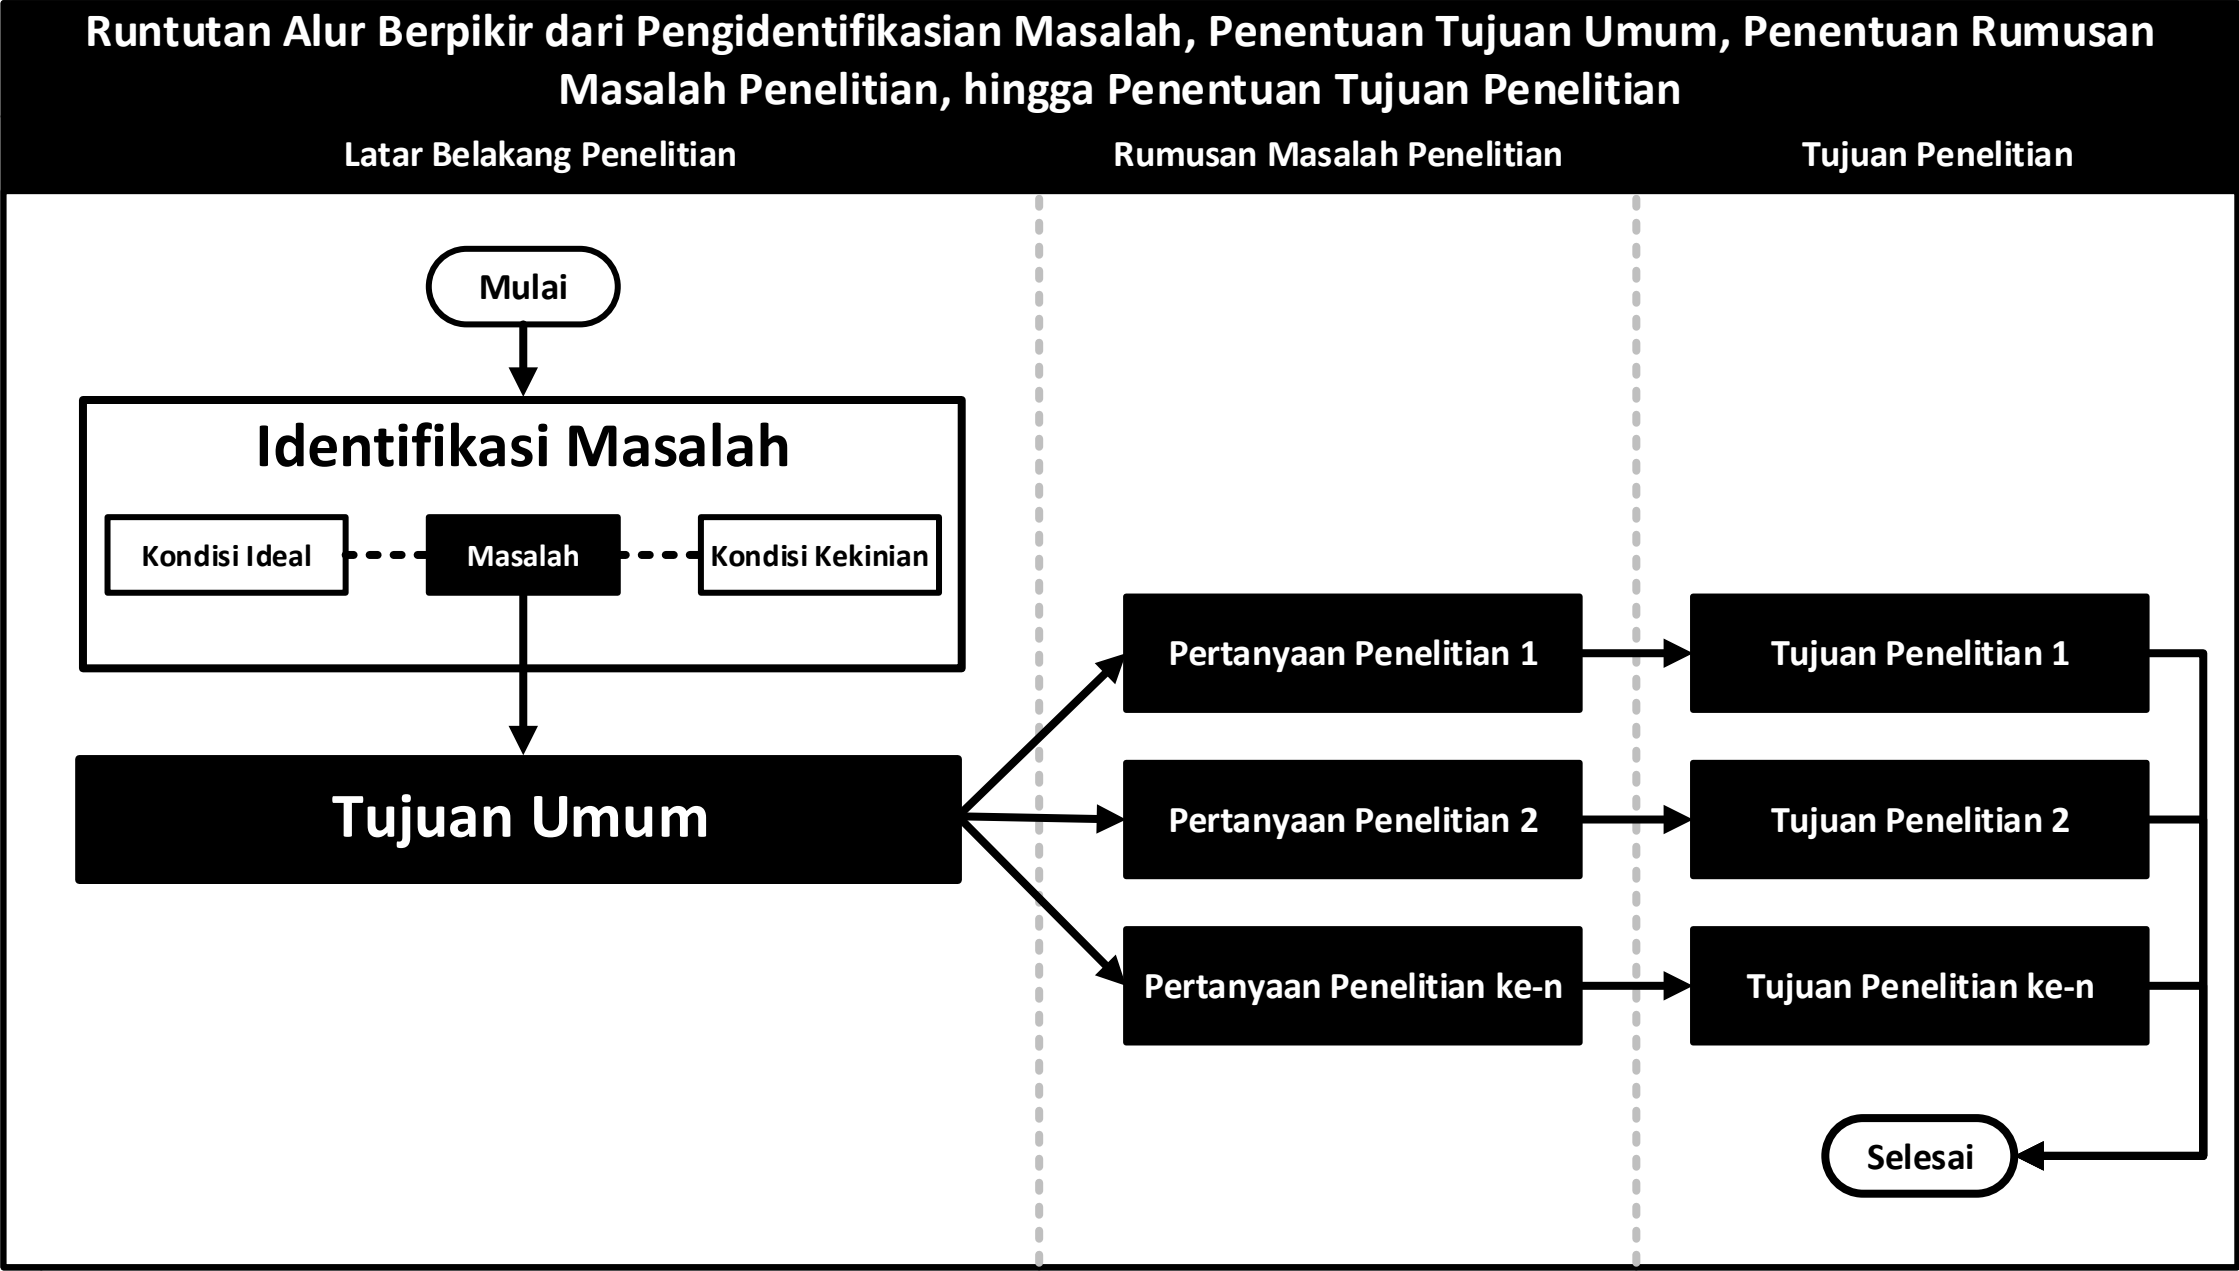 Runtutan Alur Berpikir dari Pengidentifikasian Masalah, Penentuan Tujuan Umum, Penentuan Rumusan
Masalah Penelitian, hingga Penentuan Tujuan Penelitian
Latar Belakang Penelitian
Rumusan Masalah Penelitian
Tujuan Penelitian
Mulai
Identifikasi Masalah
Kondisi Ideal
Masalah
Kondisi Kekinian
Tujuan Umum
Pertanyaan Penelitian 1
Tujuan Penelitian 1
Pertanyaan Penelitian 2
Tujuan Penelitian 2
Pertanyaan Penelitian ke-n
Tujuan Penelitian ke-n
Selesai